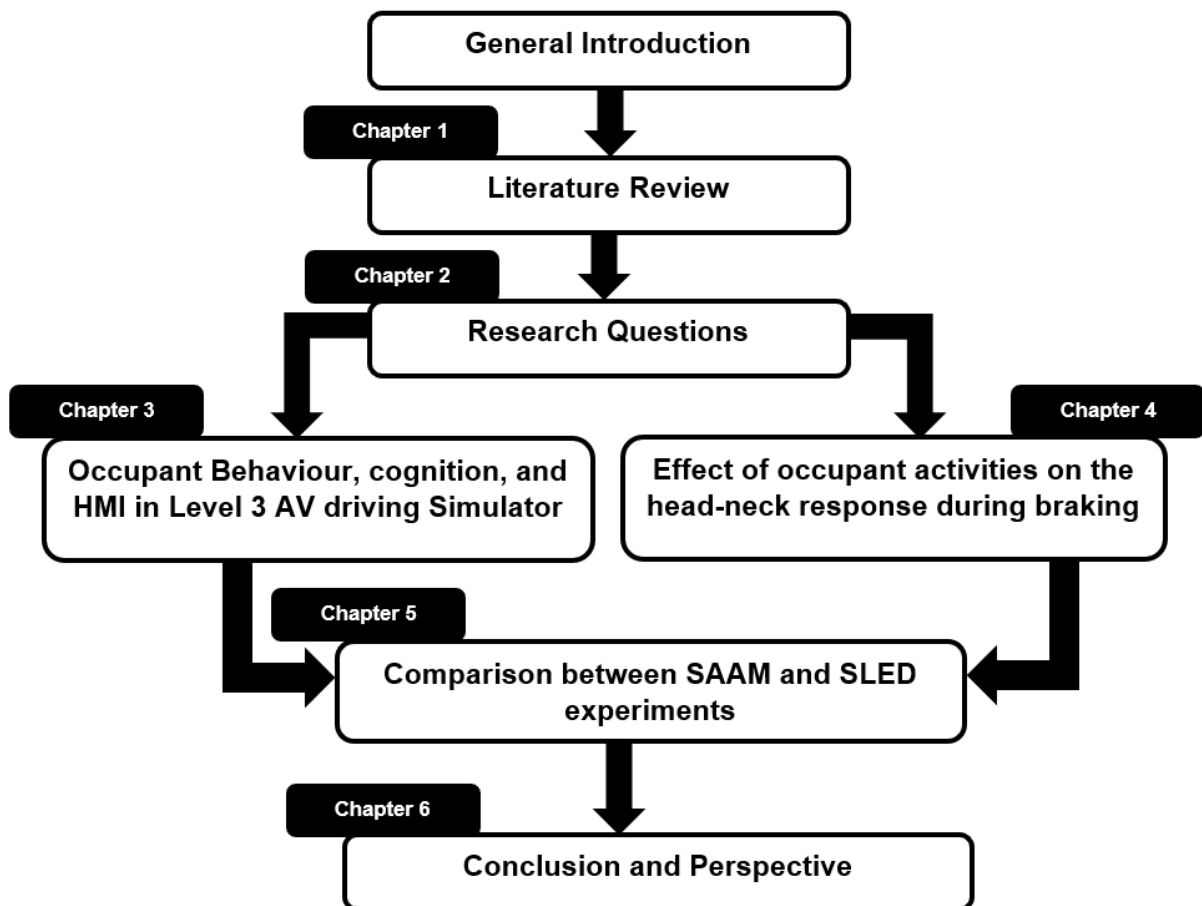 General Introduction
Chapter 1
Literature Review
Chapter 2
Research Questions
Chapter 3
Occupant Behaviour, cognition, and
HMI in Level 3 AV driving Simulator
Chapter 4
Effect of occupant activities on the
head-neck response during braking
Chapter 5
Comparison between SAAM and SLED
experiments
Chapter 6
Conclusion and Perspective